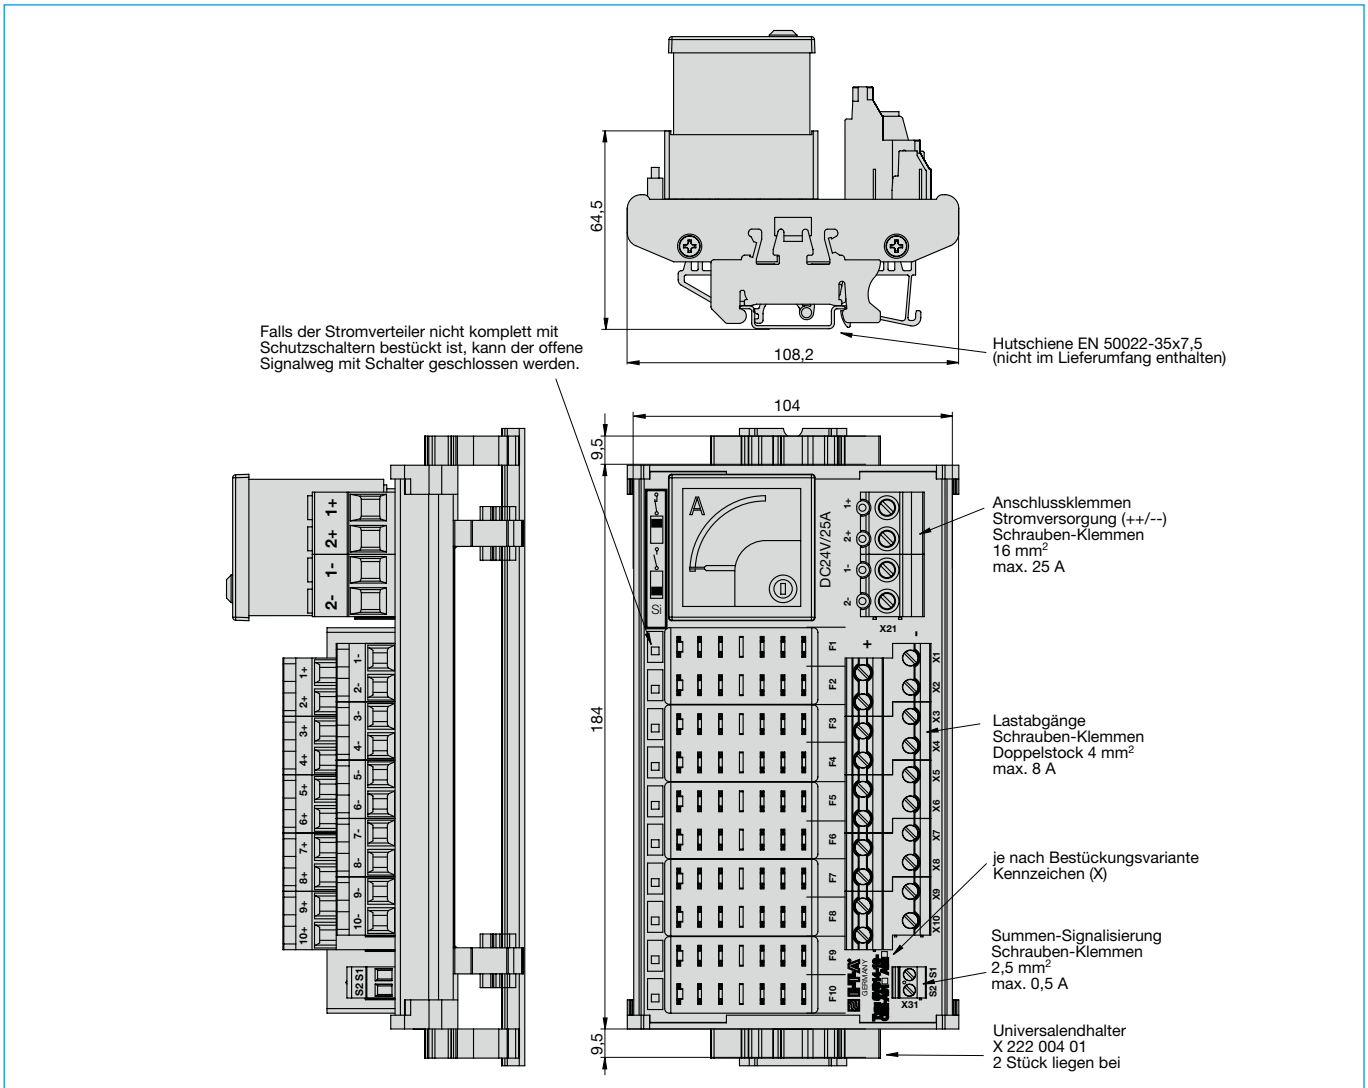 64,5
108,2
Hutschiene EN 50022-35x7,5
(nicht im Lieferumfang enthalten)
Falls der Stromverteiler nicht komplett mit
Schutzschaltern bestückt ist, kann der offene
Signalweg mit Schalter geschlossen werden.
104
9,5
184
9,5
1+
2+
1-
2-
1+
2+
3+
4+
5+
6+
7+
8+
9+
10+
1-
2-
3-
4-
5-
6-
7-
8-
9-
10-
S2 S1
A
DC24V/25A
1+
2+
1-
2-
X21
+
-
F1
F2
F3
F4
F5
F6
F7
F8
F9
F10
X1
X2
X3
X4
X5
X6
X7
X8
X9
X10
GERMANY
S2 S1
X31
Anschlussklemmen
Stromversorgung (++/--)
Schrauben-Klemmen
16 mm²
max. 25 A
Lastabgänge
Schrauben-Klemmen
Doppelstock 4 mm²
max. 8 A
je nach Bestückungsvariante
Kennzeichen (X)
Summen-Signalisierung
Schrauben-Klemmen
2,5 mm²
max. 0,5 A
Universalendhalter
X 222 004 01
2 Stück liegen bei